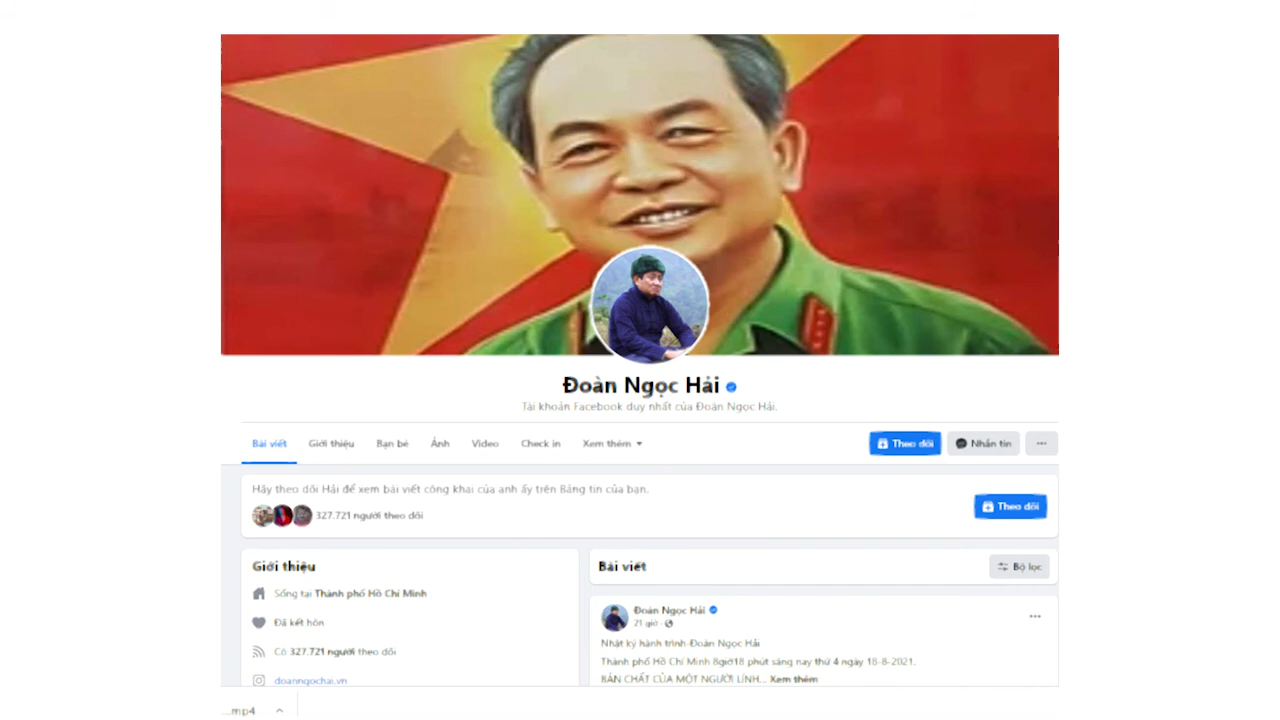 Đoàn Ngọc Hải
Tài khoản Facebook duy nhất của Đoàn Ngọc Hải.
Bài viết Giới thiệu Bạn bè Ảnh Video Check in Xem thêm Theo dõi Nhắn tin
Hãy theo dõi Hải để xem bài viết công khai của anh ấy trên Bảng tin của bạn.
327.721 người theo dõi
Theo dõi
Giới thiệu
Sống tại Thành phố Hồ Chí Minh
Đã kết hôn
Có 327.721 người theo dõi
doanngochai.vn
Bài viết
Bộ lọc
Đoàn Ngọc Hải
21 giờ ·
Nhật ký hành trình-Đoàn Ngọc Hải
Thành phố Hồ Chí Minh 8giờ18 phút sáng nay thứ 4 ngày 18-8-2021.
BẢN CHẤT CỦA MỘT NGƯỜI LÍNH... Xem thêm
....mp4